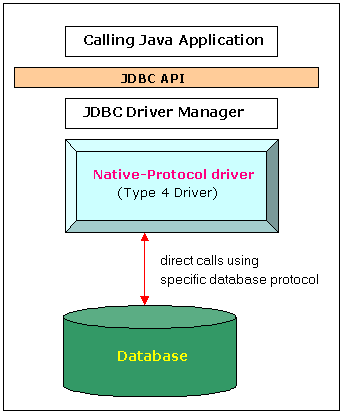 Calling Java Application
JDBC API
JDBC Driver Manager
Native-Protocol driver
(Type 4 Driver)
direct calls using
specific database protocol
Database